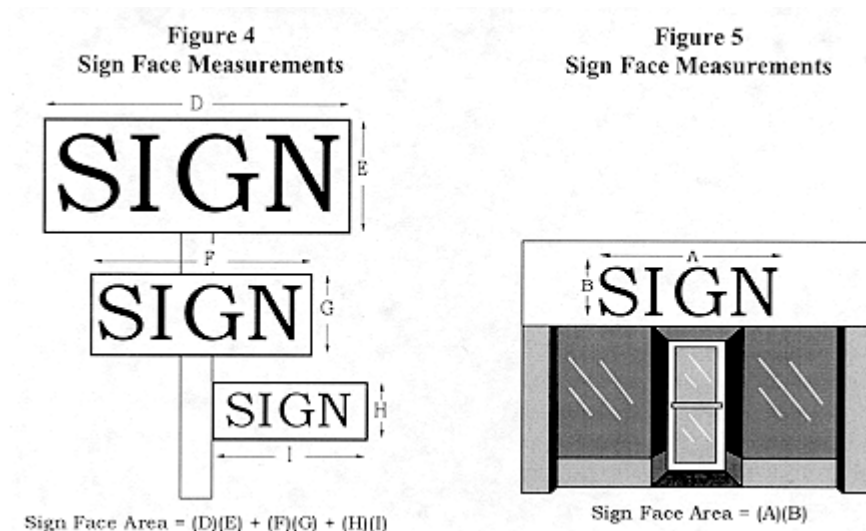 Figure 4
Sign Face Measurements
D
SIGN
E
F
SIGN
G
SIGN
H
I
Sign Face Area = (D)(E) + (F)(G) + (H)(I)
Figure 5
Sign Face Measurements
A
B
SIGN
Sign Face Area = (A)(B)